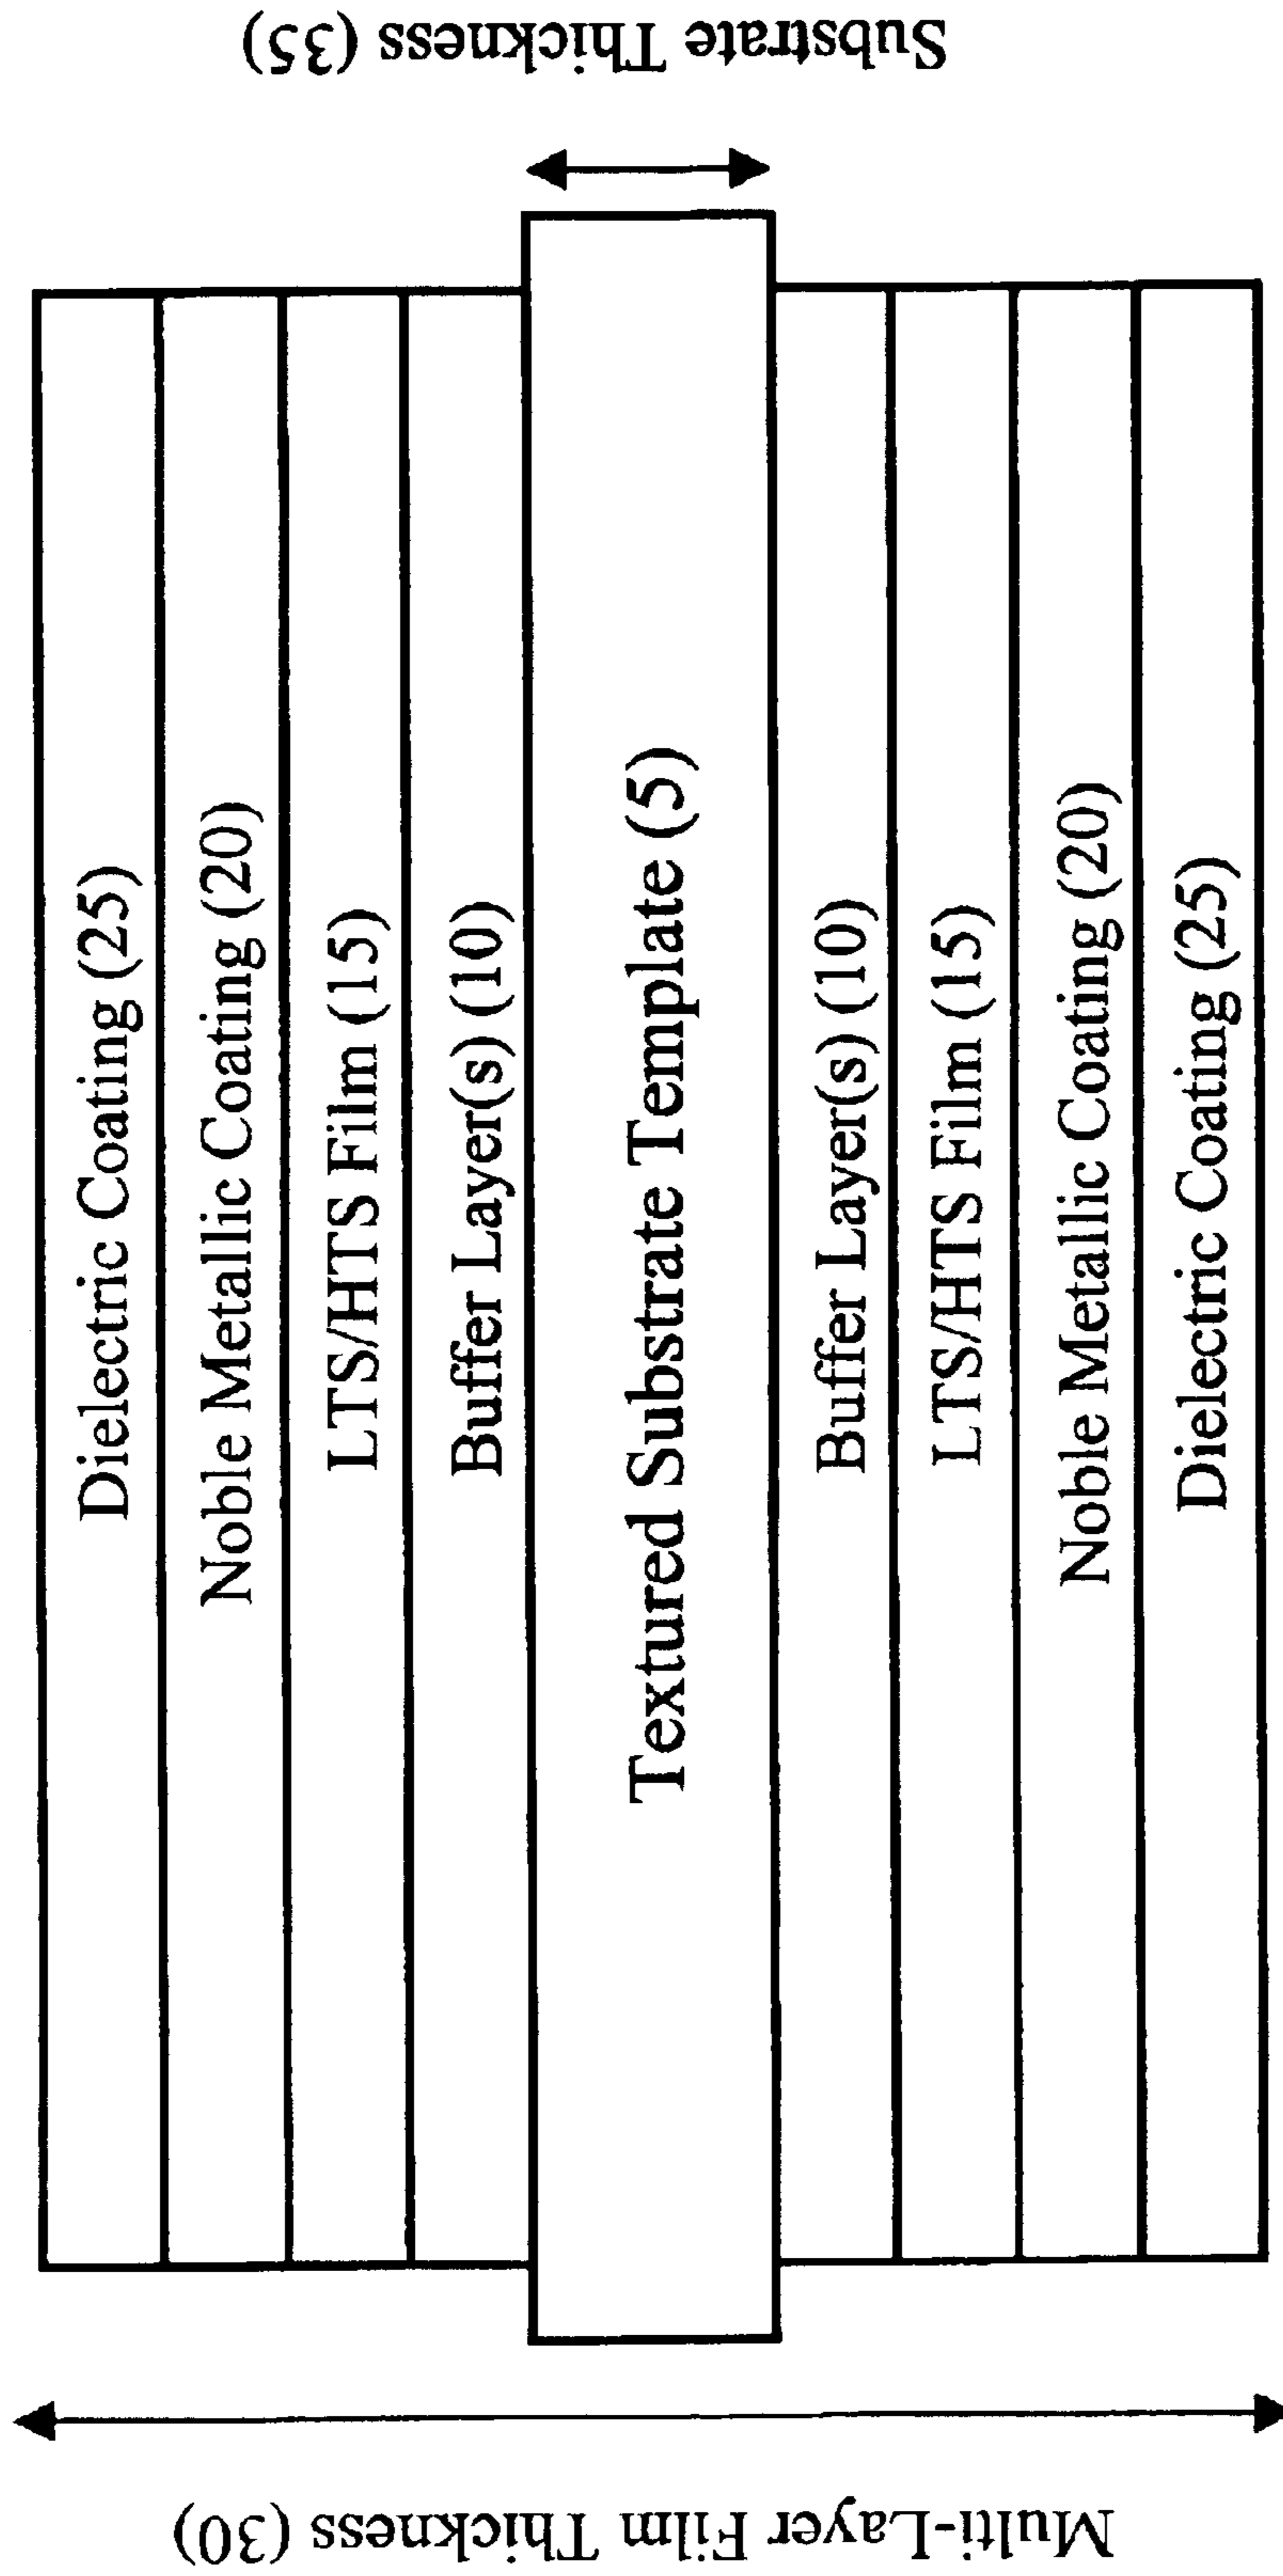 Multi-Layer Film Thickness (30)
Dielectric Coating (25)
Noble Metallic Coating (20)
LTS/HTS Film (15)
Buffer Layer(s) (10)
Textured Substrate Template (5)
Buffer Layer(s) (10)
LTS/HTS Film (15)
Noble Metallic Coating (20)
Dielectric Coating (25)
Substrate Thickness (35)